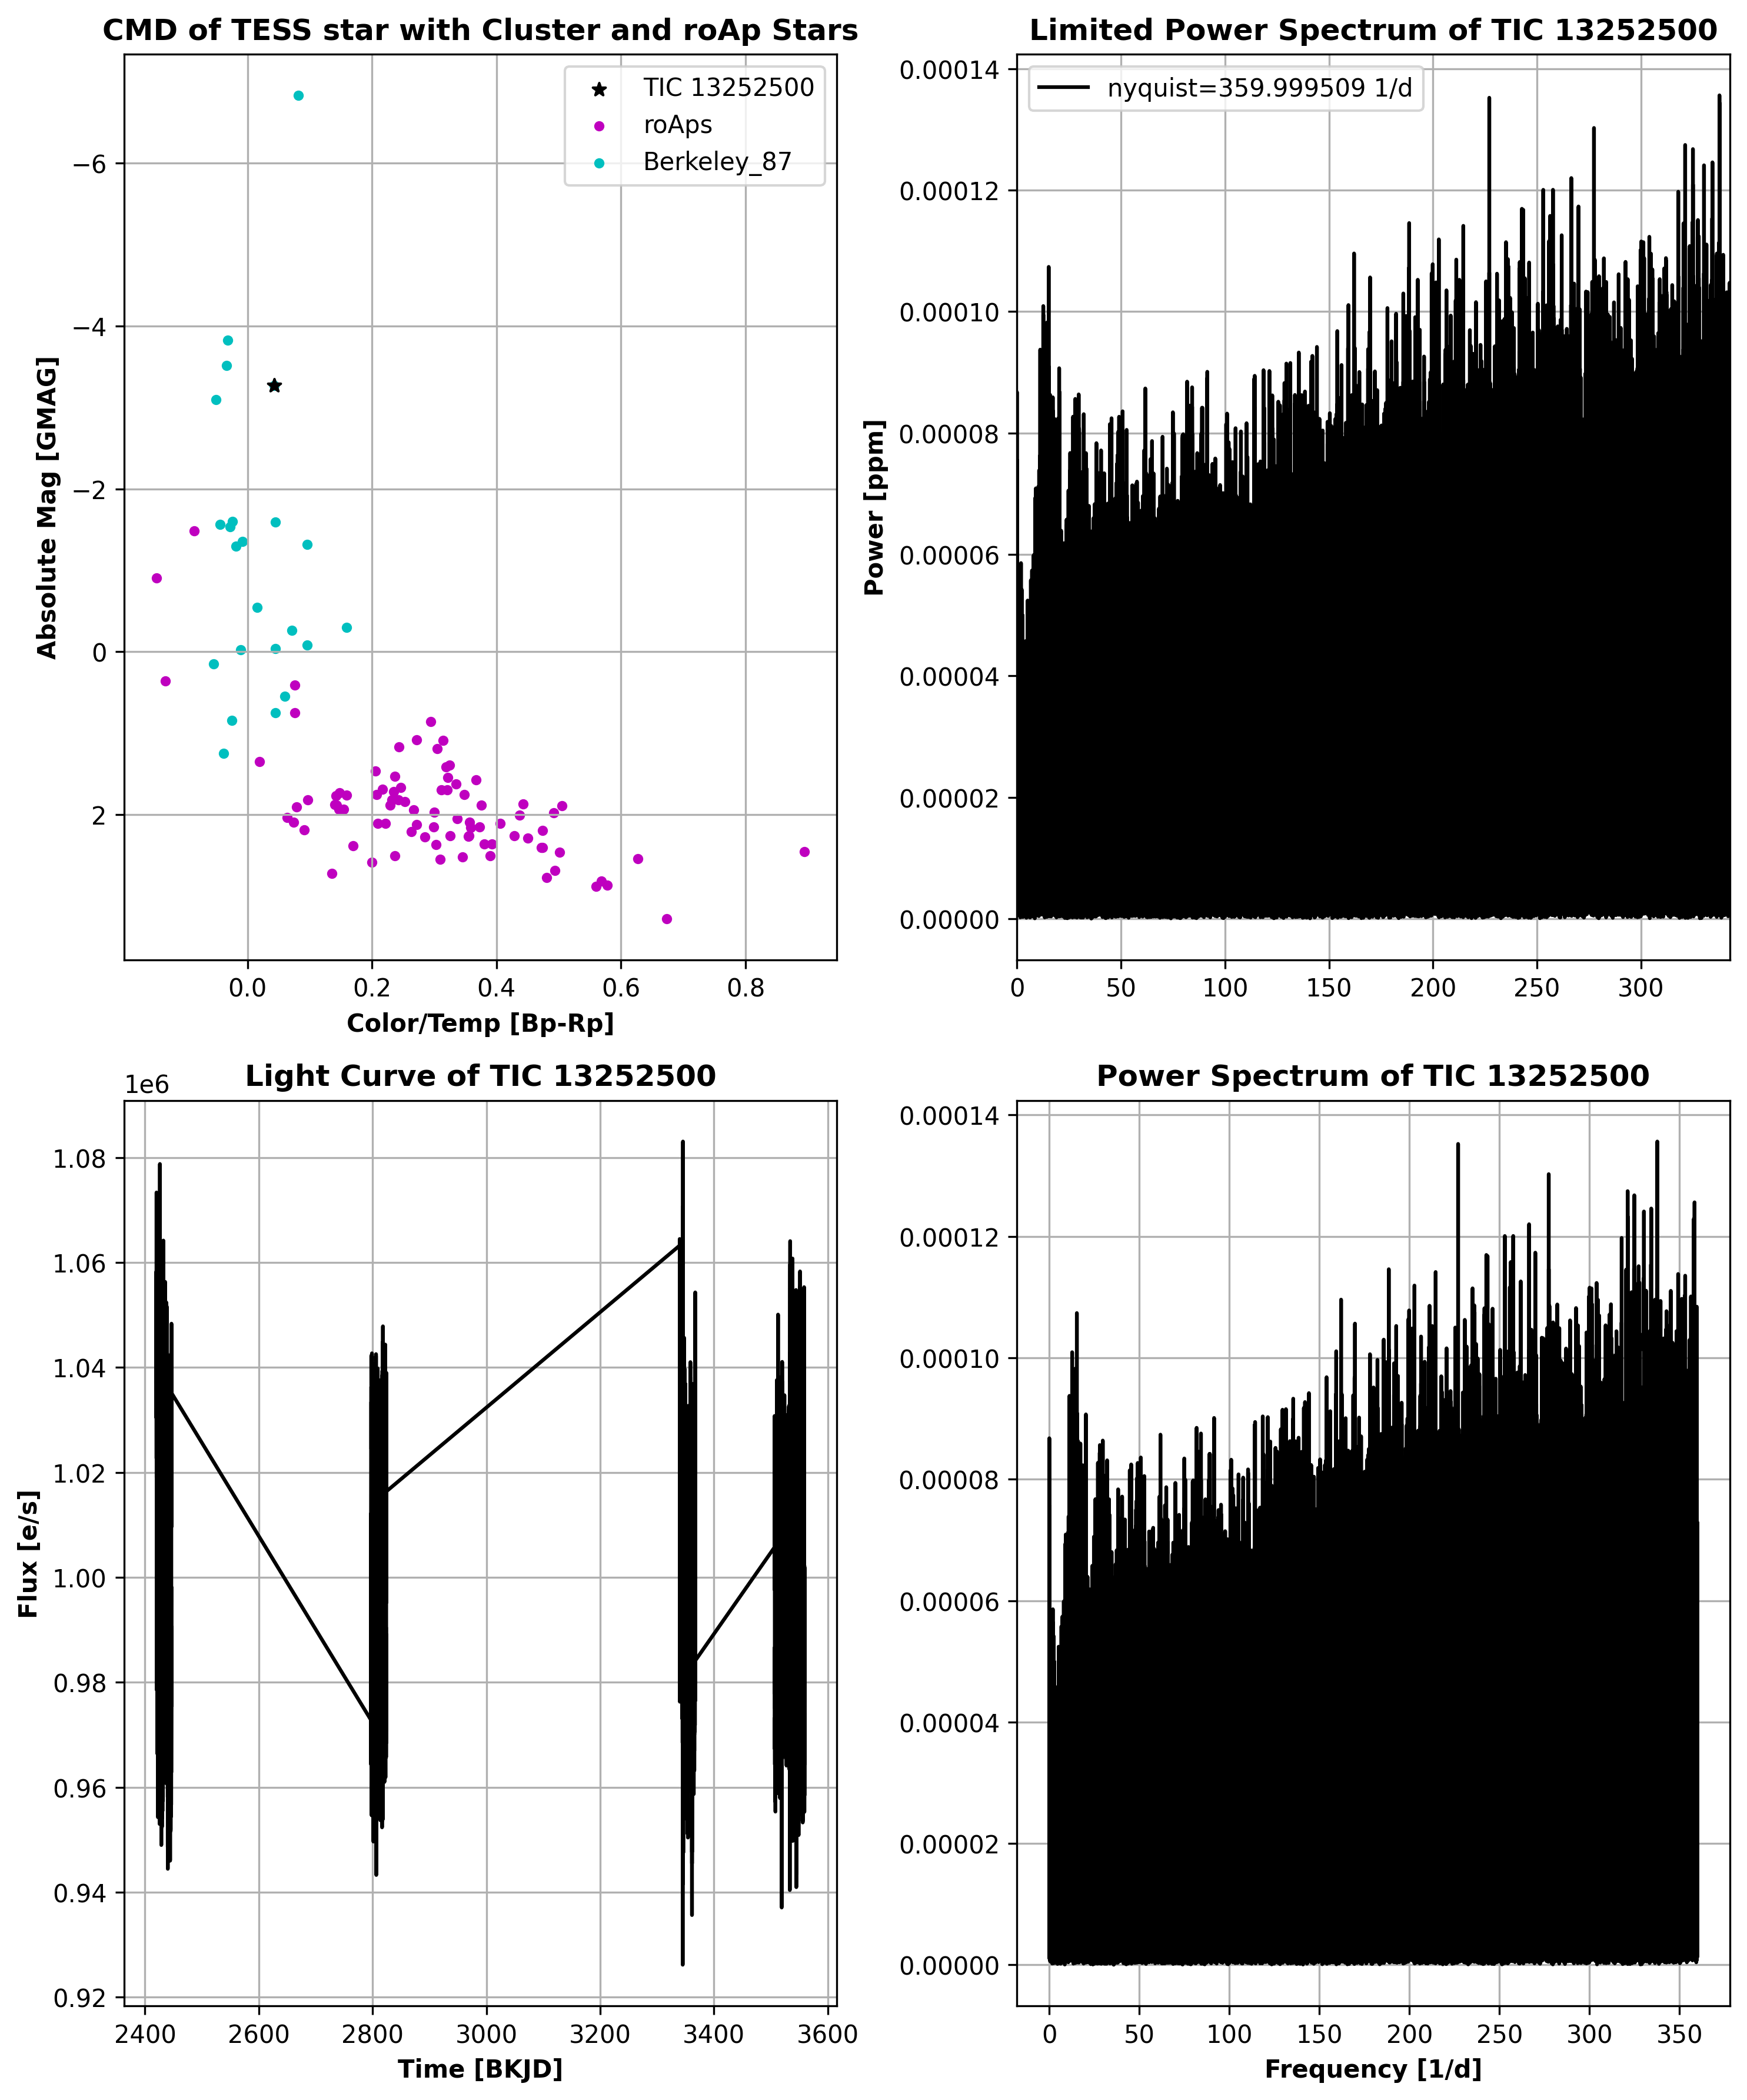 CMD of TESS star with Cluster and roAp Stars
TIC 13252500
roAps
Berkeley_87
Absolute Mag [GMAG]
−6
−4
−2
0
2
0.0 0.2 0.4 0.6 0.8
Color/Temp [Bp-Rp]
Limited Power Spectrum of TIC 13252500
nyquist=359.999509 1/d
Power [ppm]
0.00014
0.00012
0.00010
0.00008
0.00006
0.00004
0.00002
0.00000
0 50 100 150 200 250 300
Light Curve of TIC 13252500
1e6
Flux [e/s]
1.08
1.06
1.04
1.02
1.00
0.98
0.96
0.94
0.92
2400 2600 2800 3000 3200 3400 3600
Time [BKJD]
Power Spectrum of TIC 13252500
0.00014
0.00012
0.00010
0.00008
0.00006
0.00004
0.00002
0.00000
0 50 100 150 200 250 300 350
Frequency [1/d]